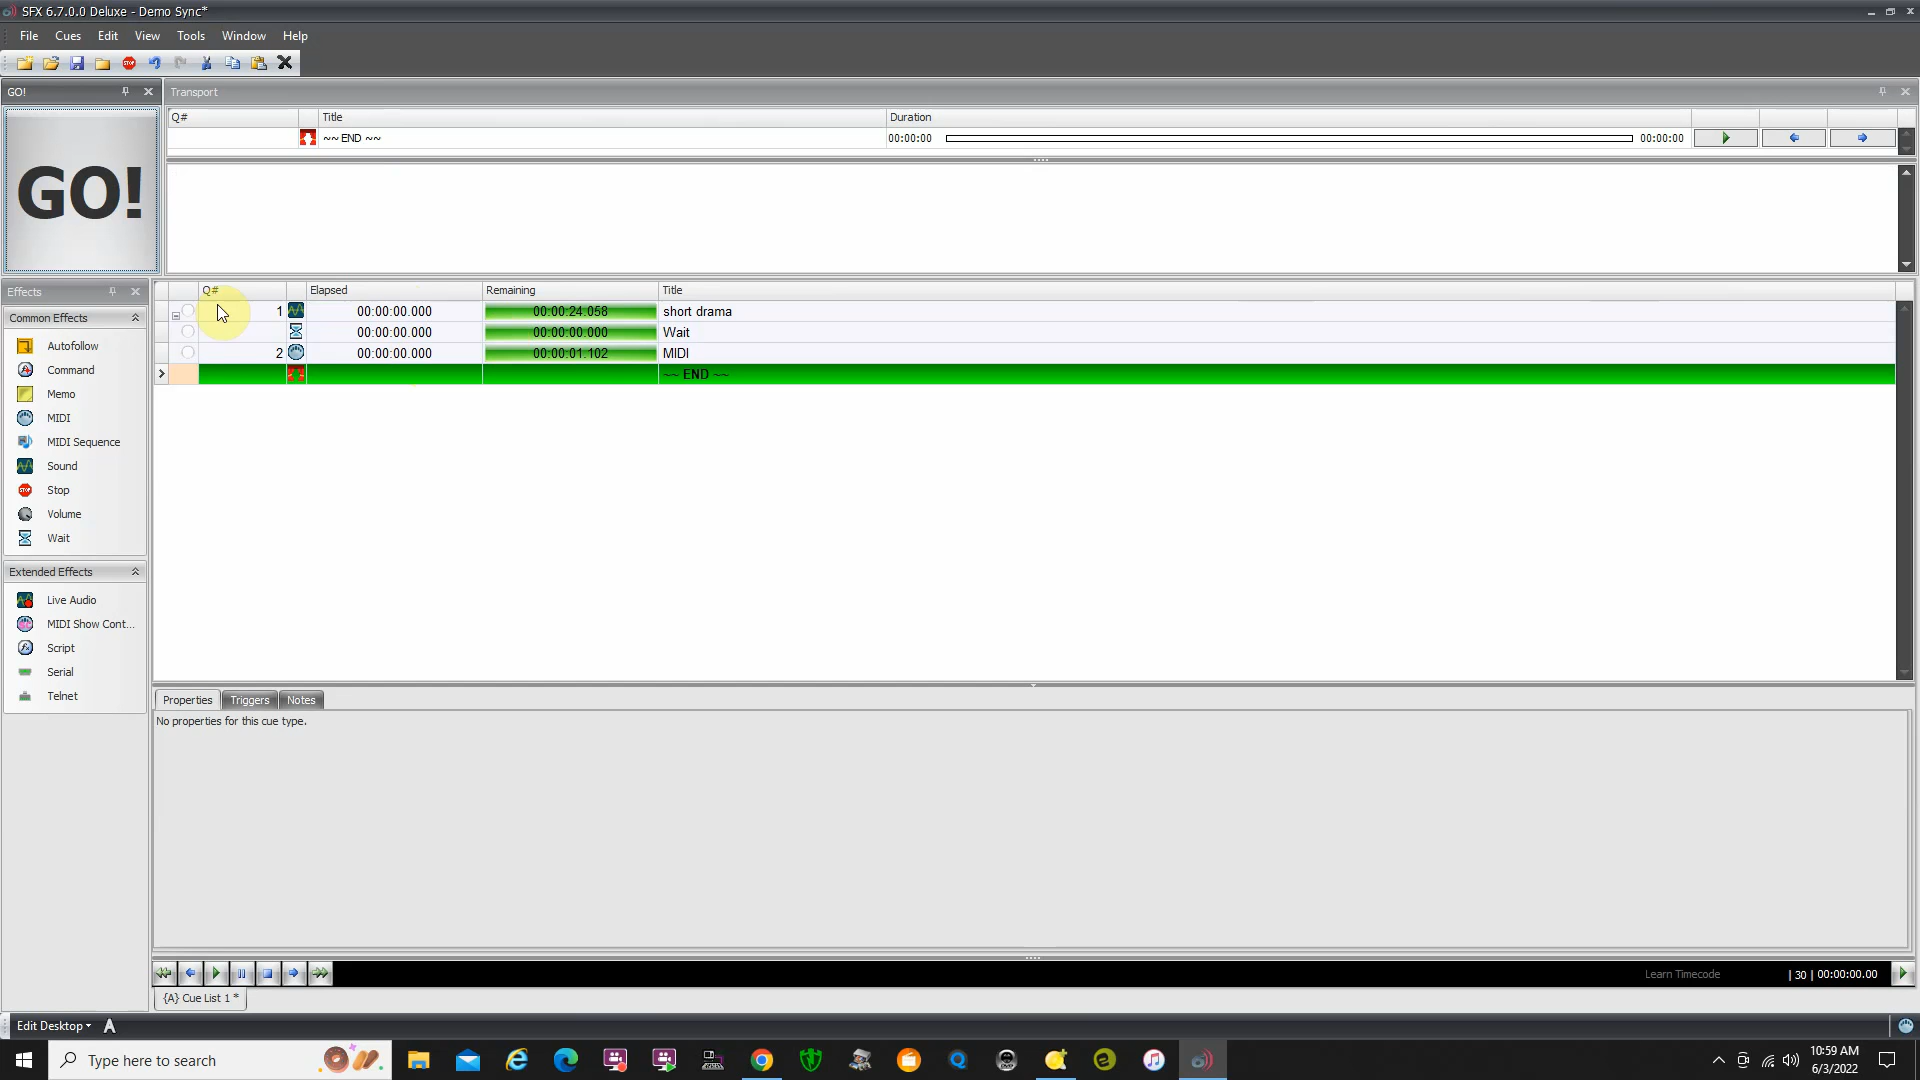 SFX 6.7.0.0 Deluxe - Demo Sync*
File Cues Edit View Tools Window Help
GO! Transport
Q# Title Duration
~~ END ~~ 00:00:00 00:00:00
GO!
Effects
Common Effects
Autofollow
Command
Memo
MIDI
MIDI Sequence
Sound
Stop
Volume
Wait
Extended Effects
Live Audio
MIDI Show Cont...
Script
Serial
Telnet
Q# Elapsed Remaining Title
1 00:00:00.000 00:00:24.058 short drama
00:00:00.000 00:00:00.000 Wait
2 00:00:00.000 00:00:01.102 MIDI
~~ END ~~
Properties Triggers Notes
No properties for this cue type.
Learn Timecode | 30 | 00:00:00.00
{A} Cue List 1 *
Edit Desktop A
Type here to search
10:59 AM
6/3/2022